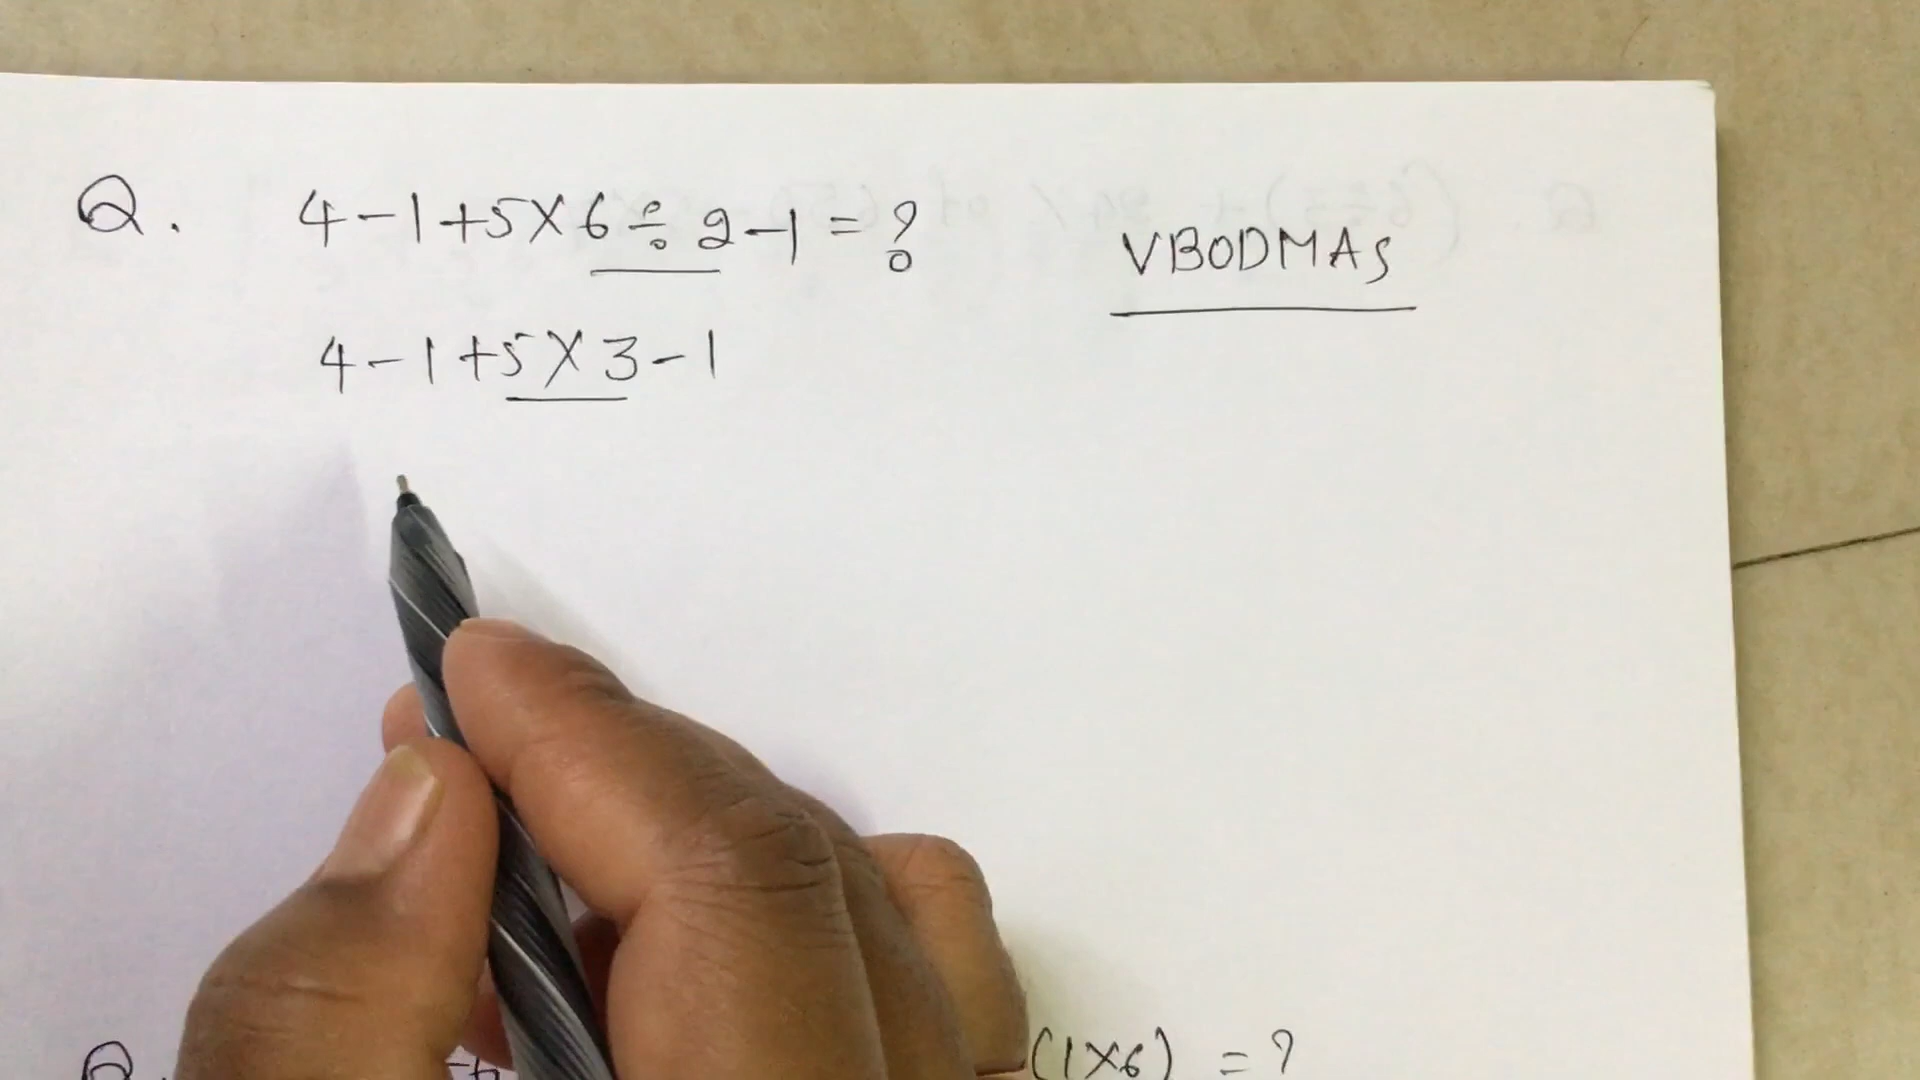 Q. 4-1+5×6÷2-1=?
VBODMAS
4-1+5×3-1
Q. (1×6) = ?